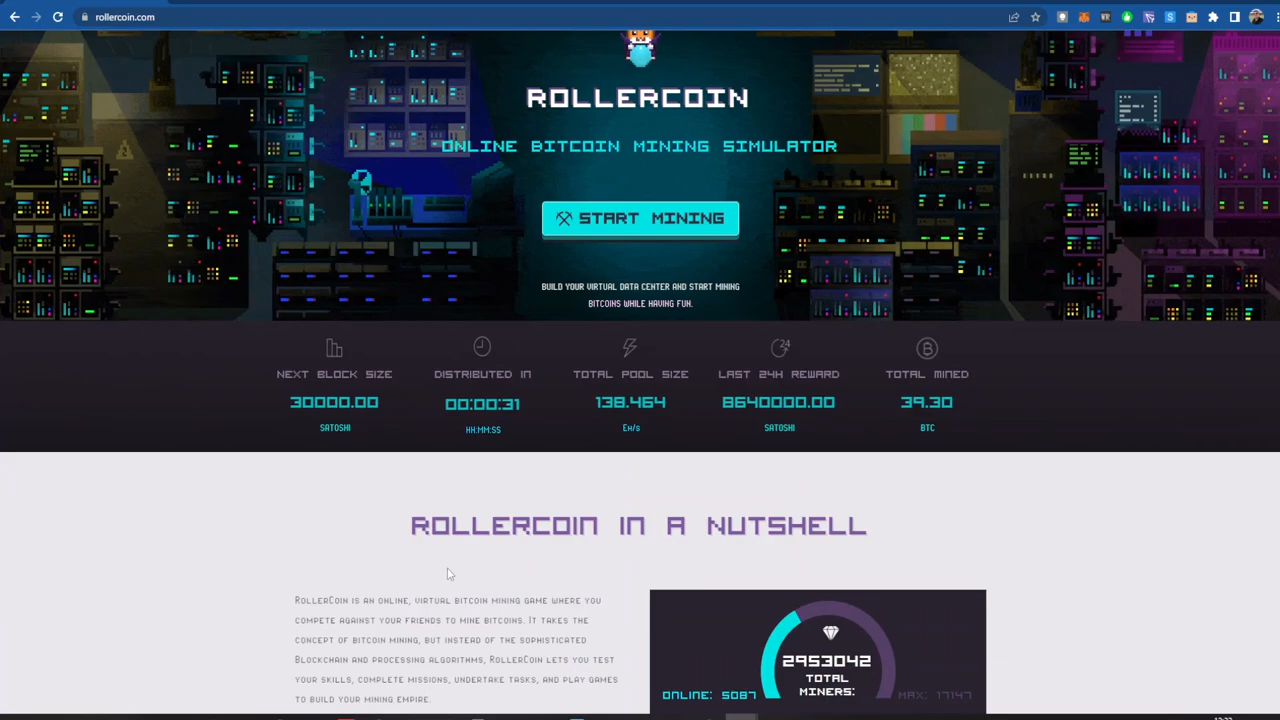 rollercoin.com
ROLLERCOIN
ONLINE BITCOIN MINING SIMULATOR
START MINING
BUILD YOUR VIRTUAL DATA CENTER AND START MINING
BITCOINS WHILE HAVING FUN.
NEXT BLOCK SIZE
30000.00
SATOSHI
DISTRIBUTED IN
00:00:31
HH:MM:SS
TOTAL POOL SIZE
138.464
EH/S
LAST 24H REWARD
8640000.00
SATOSHI
TOTAL MINED
39.30
BTC
ROLLERCOIN IN A NUTSHELL
ROLLERCOIN IS AN ONLINE, VIRTUAL BITCOIN MINING GAME WHERE YOU
COMPETE AGAINST YOUR FRIENDS TO MINE BITCOINS. IT TAKES THE
CONCEPT OF BITCOIN MINING, BUT INSTEAD OF THE SOPHISTICATED
BLOCKCHAIN AND PROCESSING ALGORITHMS, ROLLERCOIN LETS YOU TEST
YOUR SKILLS, COMPLETE MISSIONS, UNDERTAKE TASKS, AND PLAY GAMES
TO BUILD YOUR MINING EMPIRE.
2953042
TOTAL
MINERS:
ONLINE: 5087
MAX: 17147